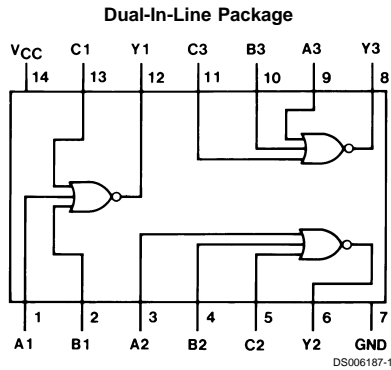 Dual-In-Line Package
VCC C1 Y1 C3 B3 A3 Y3
14 13 12 11 10 9 8
1 2 3 4 5 6 7
A1 B1 A2 B2 C2 Y2 GND
DS006187-1